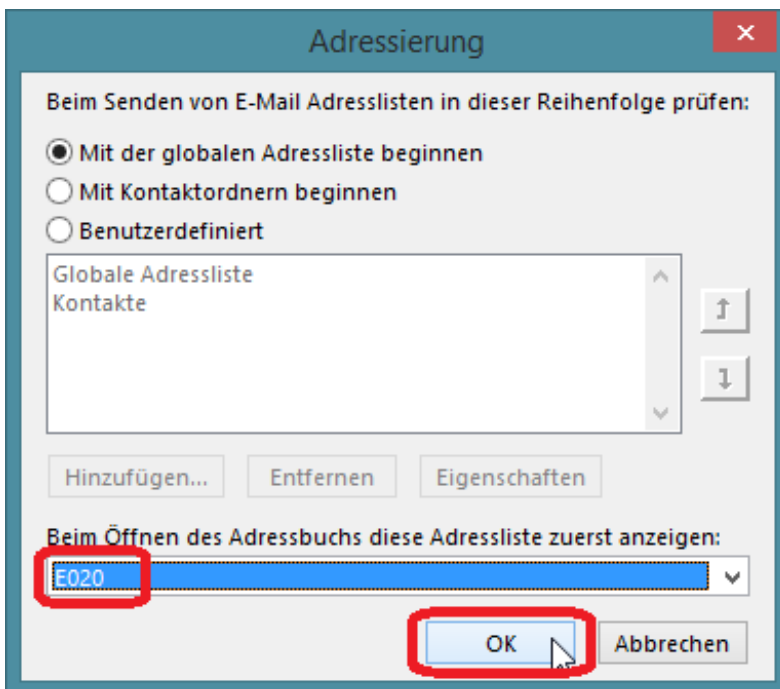 Adressierung
Beim Senden von E-Mail Adresslisten in dieser Reihenfolge prüfen:
Mit der globalen Adressliste beginnen
Mit Kontaktordnern beginnen
Benutzerdefiniert
Globale Adressliste
Kontakte
Hinzufügen... Entfernen Eigenschaften
Beim Öffnen des Adressbuchs diese Adressliste zuerst anzeigen:
E020
OK Abbrechen